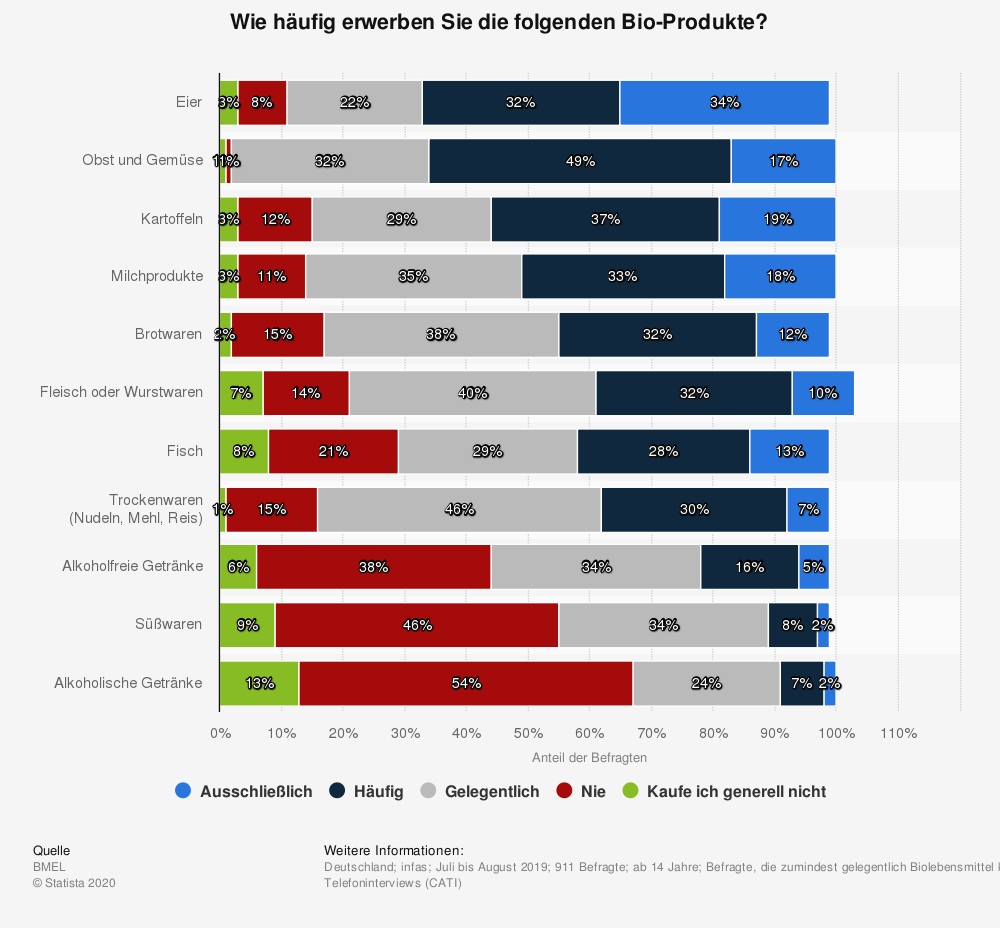 Wie häufig erwerben Sie die folgenden Bio-Produkte?
Eier 3% 8% 22% 32% 34%
Obst und Gemüse 1% 1% 32% 49% 17%
Kartoffeln 3% 12% 29% 37% 19%
Milchprodukte 3% 11% 35% 33% 18%
Brotwaren 2% 15% 38% 32% 12%
Fleisch oder Wurstwaren 7% 14% 40% 32% 10%
Fisch 8% 21% 29% 28% 13%
Trockenwaren
(Nudeln, Mehl, Reis) 1% 15% 46% 30% 7%
Alkoholfreie Getränke 6% 38% 34% 16% 5%
Süßwaren 9% 46% 34% 8% 2%
Alkoholische Getränke 13% 54% 24% 7% 2%
0% 10% 20% 30% 40% 50% 60% 70% 80% 90% 100% 110%
Anteil der Befragten
Ausschließlich Häufig Gelegentlich Nie Kaufe ich generell nicht
Quelle
BMEL
© Statista 2020
Weitere Informationen:
Deutschland; infas; Juli bis August 2019; 911 Befragte; ab 14 Jahre; Befragte, die zumindest gelegentlich Biolebensmittel
Telefoninterviews (CATI)